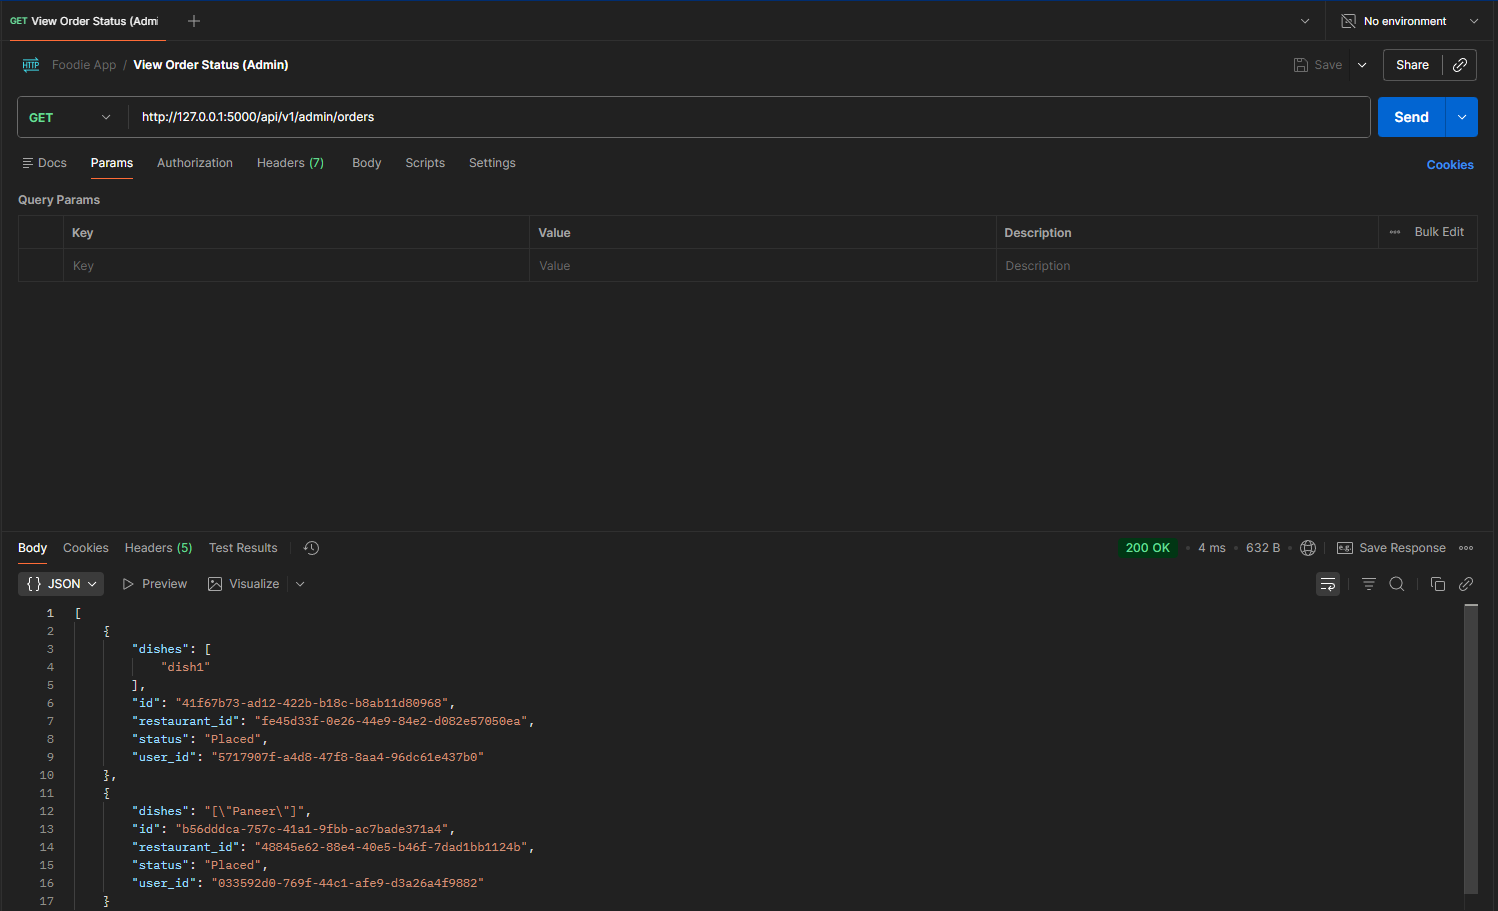 GET View Order Status (Admi
No environment
HTTP Foodie App / View Order Status (Admin)
Save
Share
GET http://127.0.0.1:5000/api/v1/admin/orders
Send
Docs Params Authorization Headers (7) Body Scripts Settings
Cookies
Query Params
Key Value Description Bulk Edit
Key Value Description
Body Cookies Headers (5) Test Results
200 OK • 4 ms • 632 B • e.g. Save Response
{} JSON Preview Visualize
1 [
2 {
3 "dishes": [
4 "dish1"
5 ],
6 "id": "41f67b73-ad12-422b-b18c-b8ab11d80968",
7 "restaurant_id": "fe45d33f-0e26-44e9-84e2-d082e57050ea",
8 "status": "Placed",
9 "user_id": "5717907f-a4d8-47f8-8aa4-96dc61e437b0"
10 },
11 {
12 "dishes": "[\"Paneer\"]",
13 "id": "b56dddca-757c-41a1-9fbb-ac7bade371a4",
14 "restaurant_id": "48845e62-88e4-40e5-b46f-7dad1bb1124b",
15 "status": "Placed",
16 "user_id": "033592d0-769f-44c1-afe9-d3a26a4f9882"
17 }